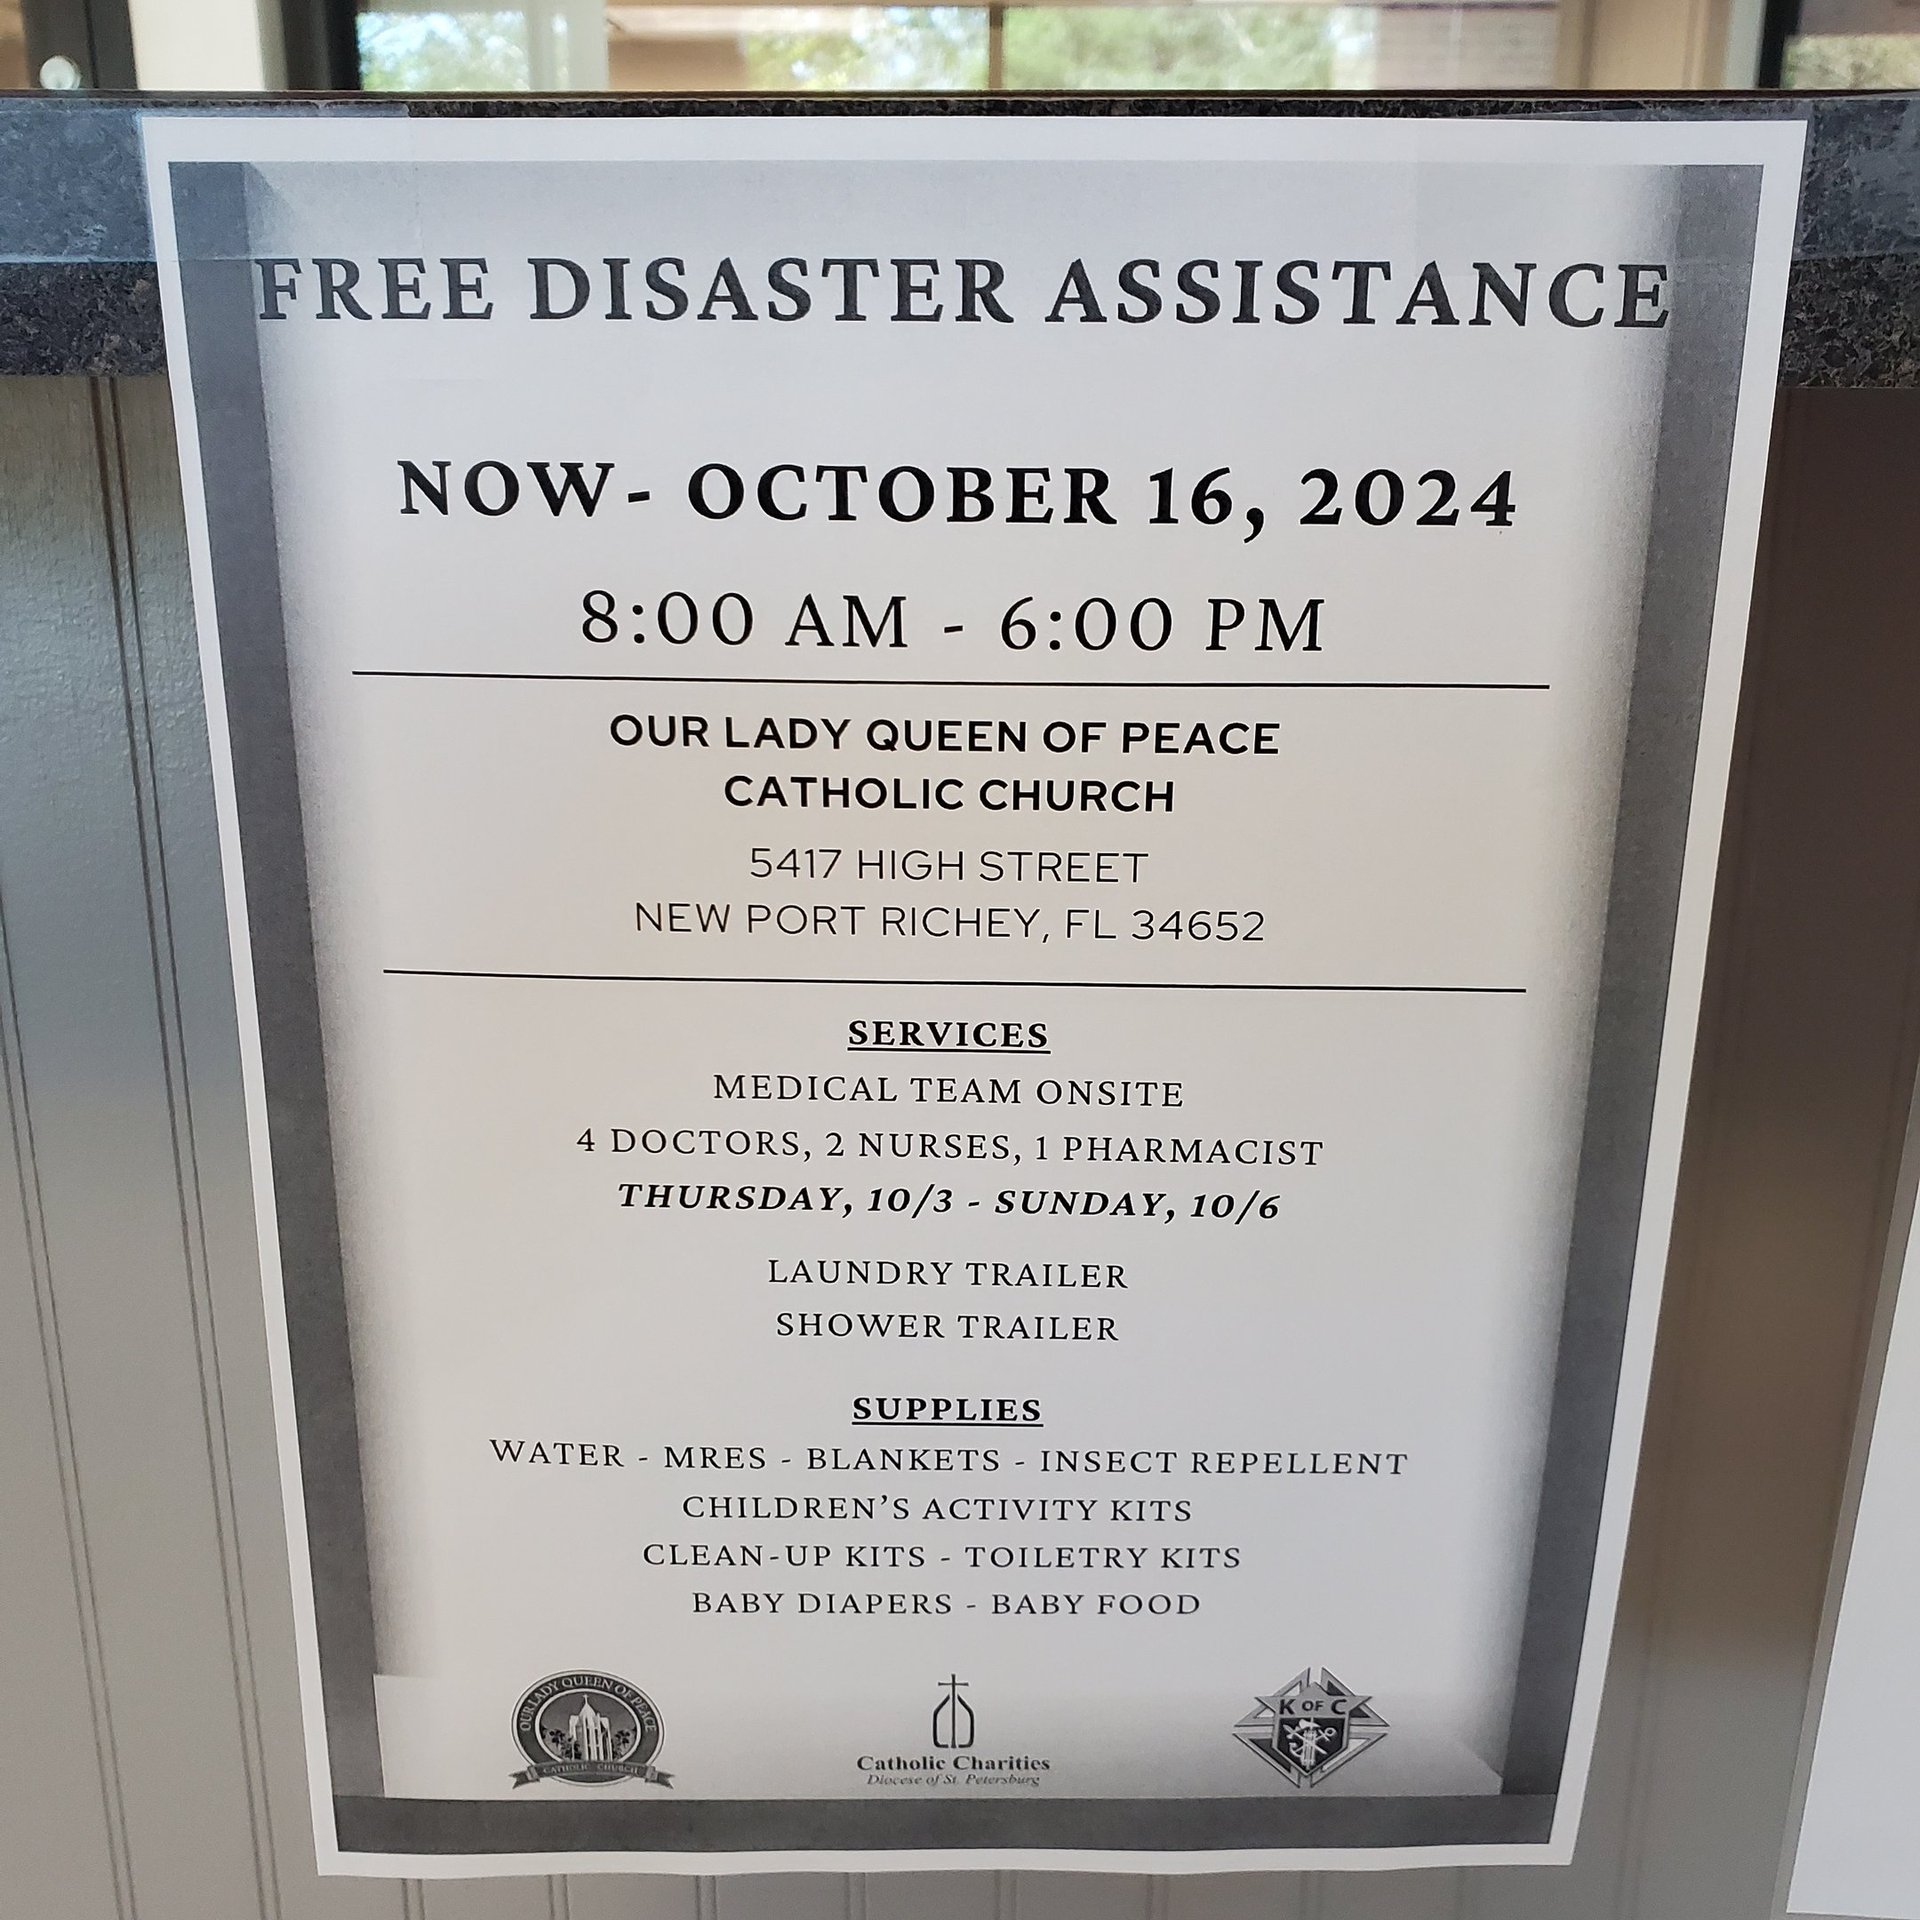 FREE DISASTER ASSISTANCE
NOW- OCTOBER 16, 2024
8:00 AM - 6:00 PM
OUR LADY QUEEN OF PEACE
CATHOLIC CHURCH
5417 HIGH STREET
NEW PORT RICHEY, FL 34652
SERVICES
MEDICAL TEAM ONSITE
4 DOCTORS, 2 NURSES, 1 PHARMACIST
THURSDAY, 10/3 - SUNDAY, 10/6
LAUNDRY TRAILER
SHOWER TRAILER
SUPPLIES
WATER - MRES - BLANKETS - INSECT REPELLENT
CHILDREN'S ACTIVITY KITS
CLEAN-UP KITS - TOILETRY KITS
BABY DIAPERS - BABY FOOD
OUR LADY QUEEN OF PEACE
CATHOLIC CHURCH
Catholic Charities
Diocese of St. Petersburg
K OF C